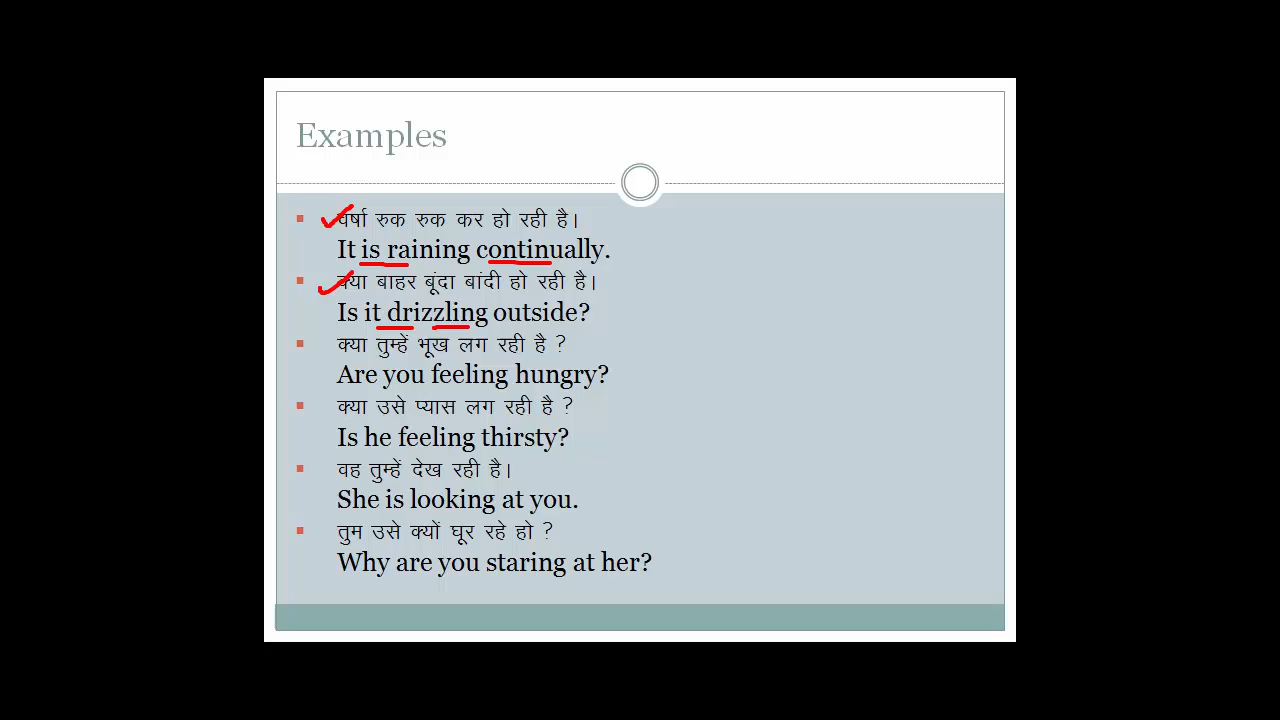 Examples
वर्षा रुक रुक कर हो रही है।
It is raining continually.
क्या बाहर बूंदा बांदी हो रही है।
Is it drizzling outside?
क्या तुम्हें भूख लग रही है ?
Are you feeling hungry?
क्या उसे प्यास लग रही है ?
Is he feeling thirsty?
वह तुम्हें देख रही है।
She is looking at you.
तुम उसे क्यों घूर रहे हो ?
Why are you staring at her?